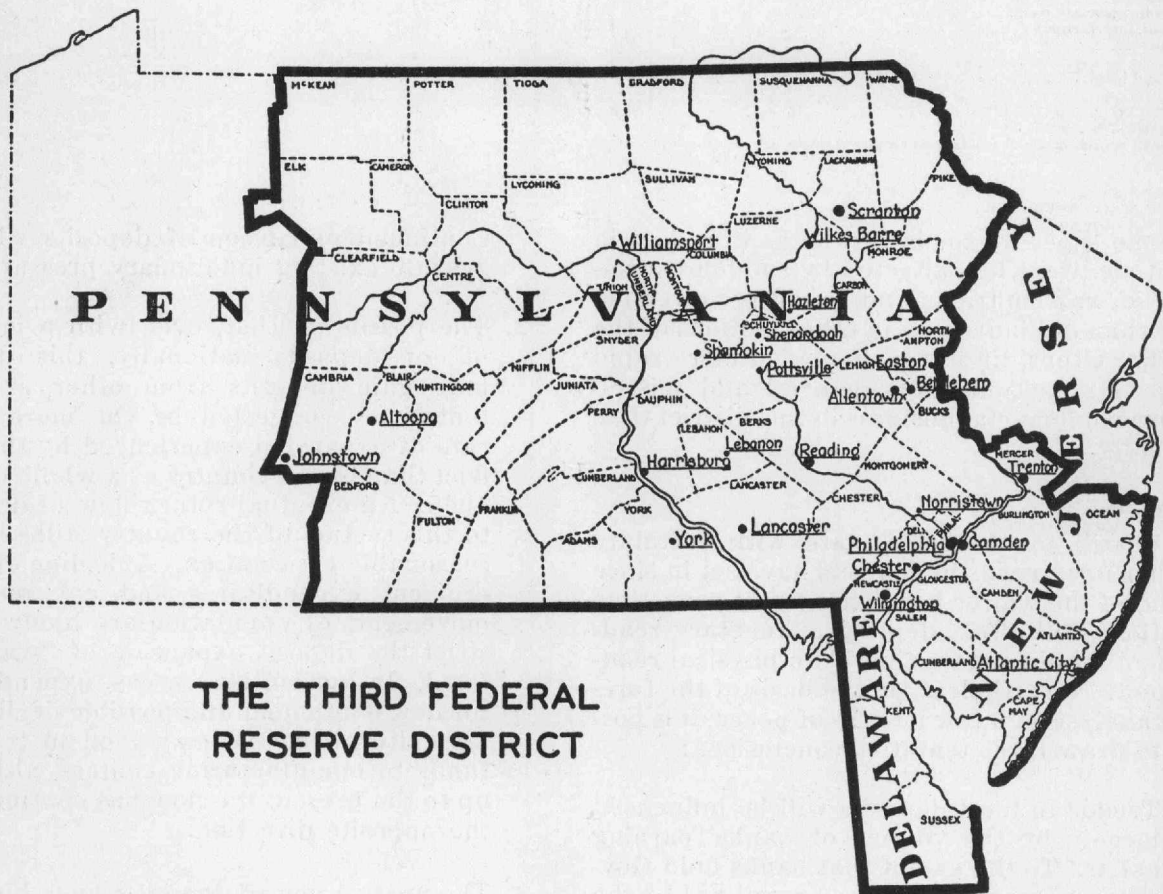 McKEAN
POTTER
TIOGA
BRADFORD
SUSQUEHANNA
WAYNE
ELK
CAMERON
WYOMING
LACKAWANNA
PIKE
CLINTON
LYCOMING
SULLIVAN
LUZERNE
Scranton
Wilkes Barre
MONROE
CLEARFIELD
CENTRE
Williamsport
COLUMBIA
UNION
CARBON
PENNSYLVANIA
Hazleton
SCHUYLKILL
Shenandoah
NORTH
AMPTON
SNYDER
Shamokin
MIFFLIN
JUNIATA
Pottsville
LEHIGH
Easton
Bethlehem
CAMBRIA
BLAIR
HUNTINGDON
Allentown
BUCKS
PERRY
DAUPHIN
Altoona
LEBANON
BERKS
Lebanon
Johnstown
Harrisburg
Reading
MONTGOMERY
MERCER
Trenton
BEDFORD
CUMBERLAND
LANCASTER
CHESTER
Norristown
BURLINGTON
OCEAN
FULTON
FRANKLIN
YORK
ADAMS
Lancaster
York
DEL.
PHILA.
Philadelphia
Camden
Chester
GLOUCESTER
NEWCASTLE
CAMDEN
Wilmington
SALEM
ATLANTIC
CUMBERLAND
Atlantic City
CAPE
MAY
KENT
SUSSEX
NEW JERSEY
DELAWARE
THE THIRD FEDERAL
RESERVE DISTRICT